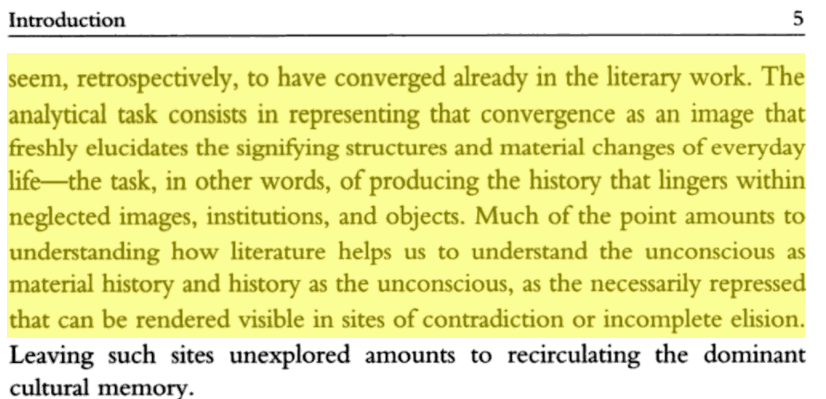 Introduction 5
seem, retrospectively, to have converged already in the literary work. The
analytical task consists in representing that convergence as an image that
freshly elucidates the signifying structures and material changes of everyday
life—the task, in other words, of producing the history that lingers within
neglected images, institutions, and objects. Much of the point amounts to
understanding how literature helps us to understand the unconscious as
material history and history as the unconscious, as the necessarily repressed
that can be rendered visible in sites of contradiction or incomplete elision.
Leaving such sites unexplored amounts to recirculating the dominant
cultural memory.